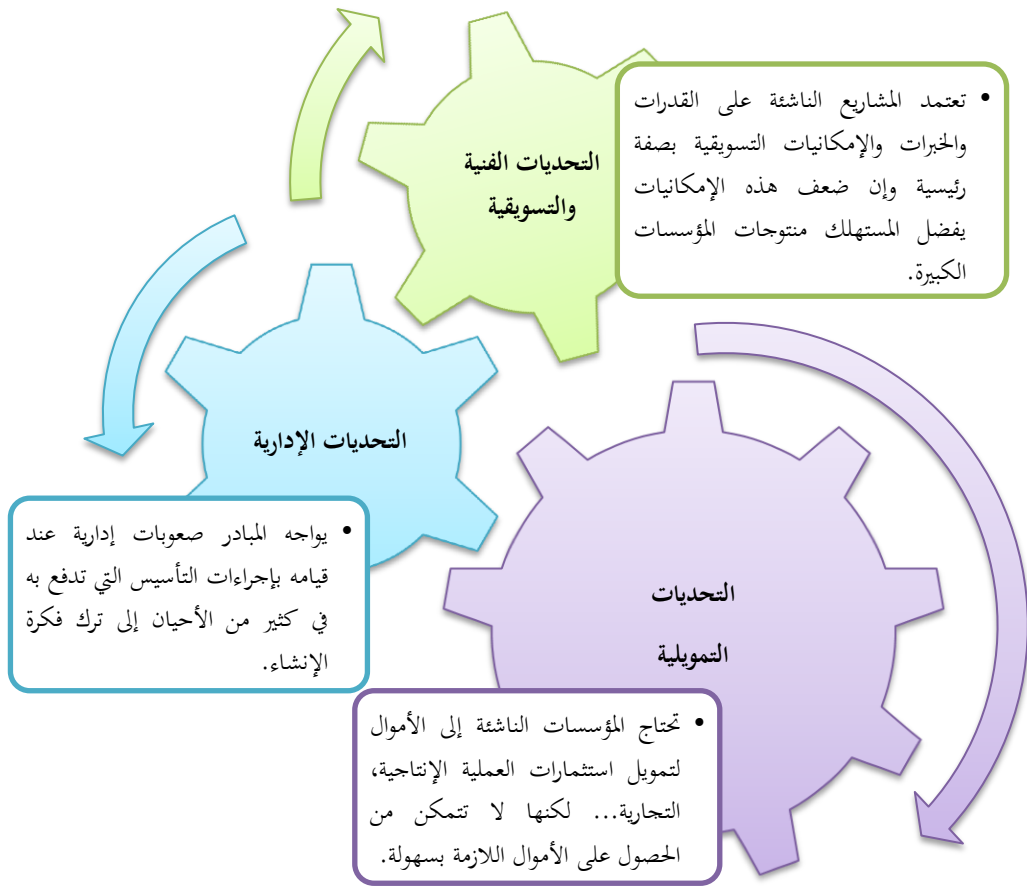 التحديات الفنية
والتسويقية
• تعتمد المشاريع الناشئة على القدرات
والخبرات والإمكانيات التسويقية بصفة
رئيسية وإن ضعف هذه الإمكانيات
يفضل المستهلك منتوجات المؤسسات
الكبيرة.
التحديات الإدارية
• يواجه المبادر صعوبات إدارية عند
قيامه بإجراءات التأسيس التي تدفع به
في كثير من الأحيان إلى ترك فكرة
الإنشاء.
التحديات
التمويلية
• تحتاج المؤسسات الناشئة إلى الأموال
لتمويل استثمارات العملية الإنتاجية،
التجارية... لكنها لا تتمكن من
الحصول على الأموال اللازمة بسهولة.